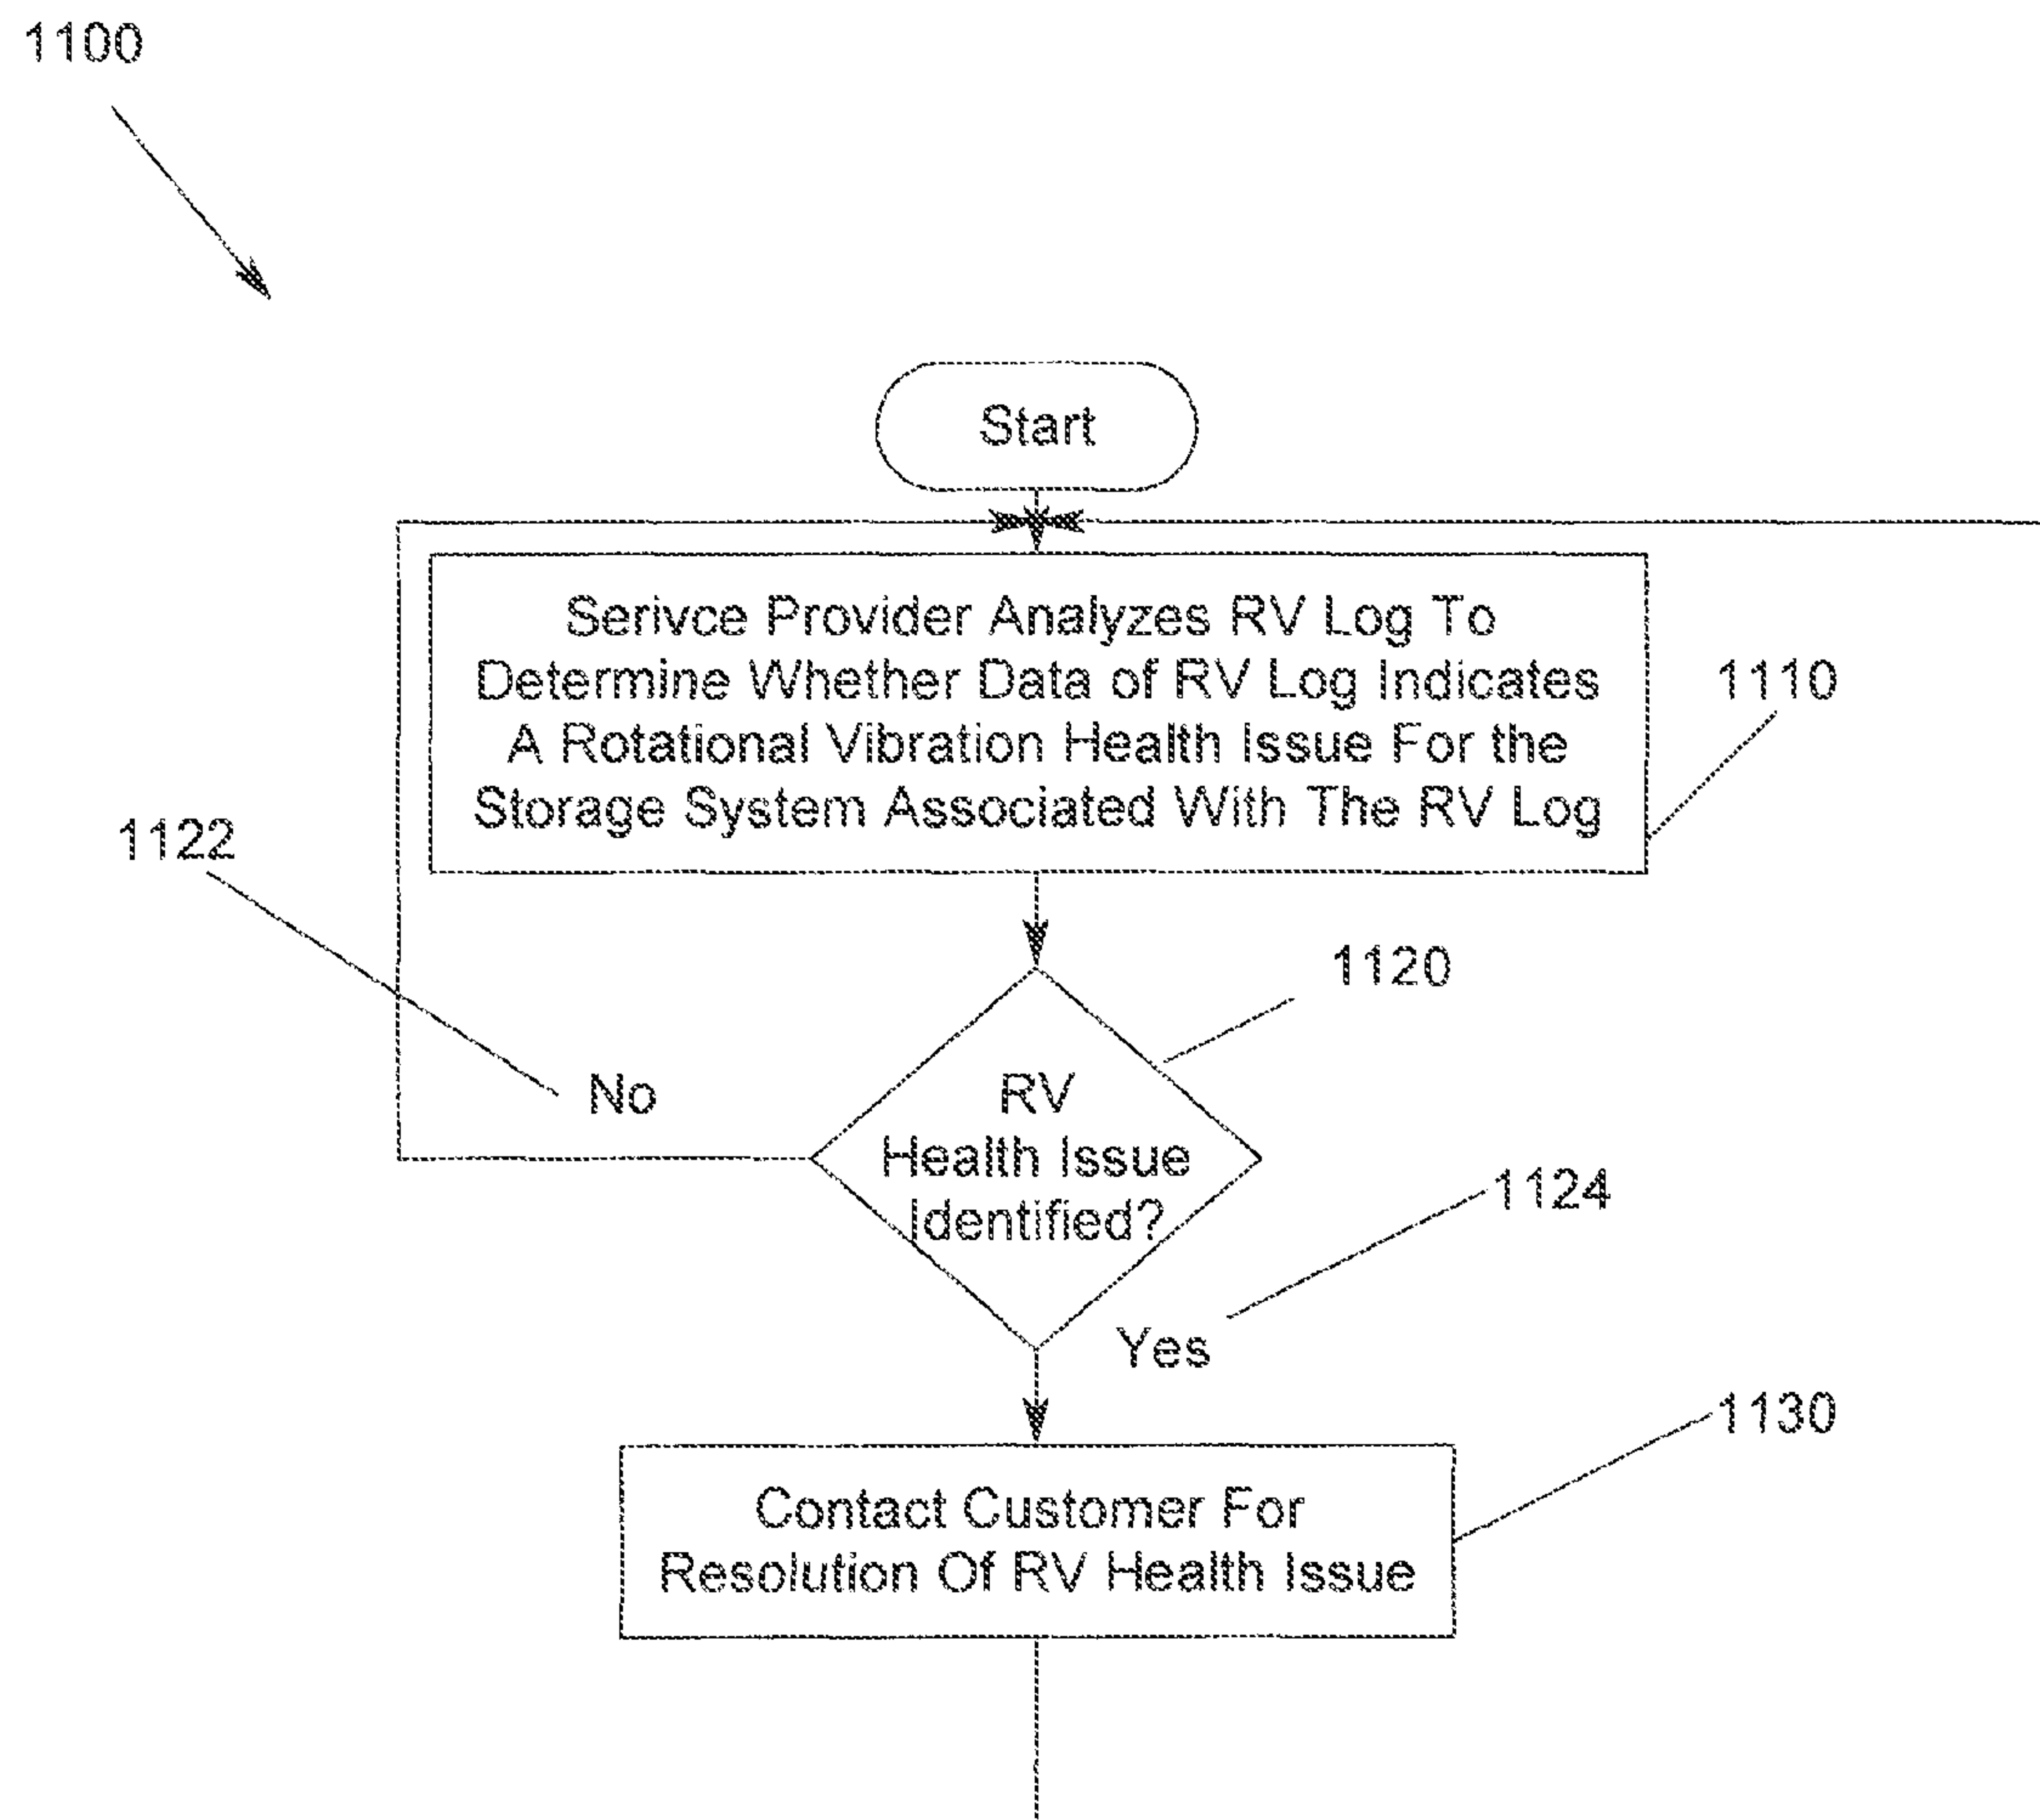 1100
Start
Serivce Provider Analyzes RV Log To
Determine Whether Data of RV Log Indicates
A Rotational Vibration Health Issue For the
Storage System Associated With The RV Log
1110
1122
1120
No
RV
Health Issue
Identified?
1124
Yes
1130
Contact Customer For
Resolution Of RV Health Issue